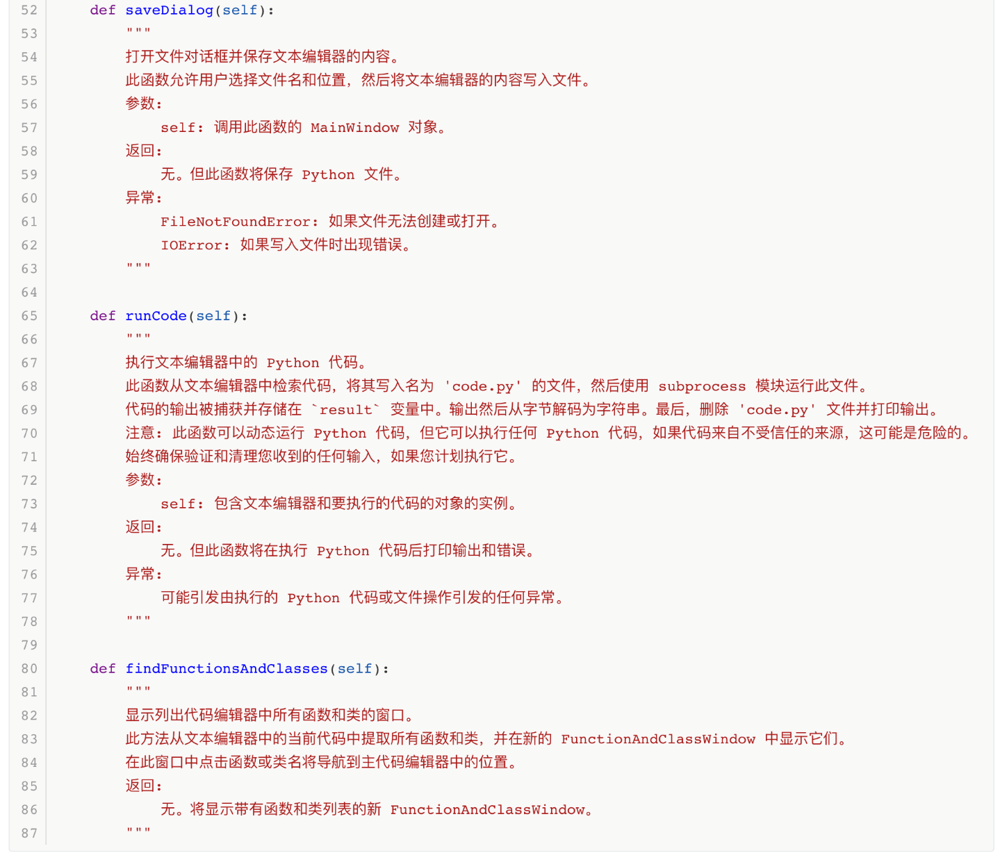 52    def saveDialog(self):
53        """
54        打开文件对话框并保存文本编辑器的内容。
55        此函数允许用户选择文件名和位置，然后将文本编辑器的内容写入文件。
56        参数:
57            self: 调用此函数的 MainWindow 对象。
58        返回:
59            无。但此函数将保存 Python 文件。
60        异常:
61            FileNotFoundError: 如果文件无法创建或打开。
62            IOError: 如果写入文件时出现错误。
63        """
64
65    def runCode(self):
66        """
67        执行文本编辑器中的 Python 代码。
68        此函数从文本编辑器中检索代码，将其写入名为 'code.py' 的文件，然后使用 subprocess 模块运行此文件。
69        代码的输出被捕获并存储在 `result` 变量中。输出然后从字节解码为字符串。最后，删除 'code.py' 文件并打印输出。
70        注意: 此函数可以动态运行 Python 代码，但它可以执行任何 Python 代码，如果代码来自不受信任的来源，这可能是危险的。
71        始终确保验证和清理您收到的任何输入，如果您计划执行它。
72        参数:
73            self: 包含文本编辑器和要执行的代码的对象的实例。
74        返回:
75            无。但此函数将在执行 Python 代码后打印输出和错误。
76        异常:
77            可能引发由执行的 Python 代码或文件操作引发的任何异常。
78        """
79
80    def findFunctionsAndClasses(self):
81        """
82        显示列出代码编辑器中所有函数和类的窗口。
83        此方法从文本编辑器中的当前代码中提取所有函数和类，并在新的 FunctionAndClassWindow 中显示它们。
84        在此窗口中点击函数或类名将导航到主代码编辑器中的位置。
85        返回:
86            无。将显示带有函数和类列表的新 FunctionAndClassWindow。
87        """